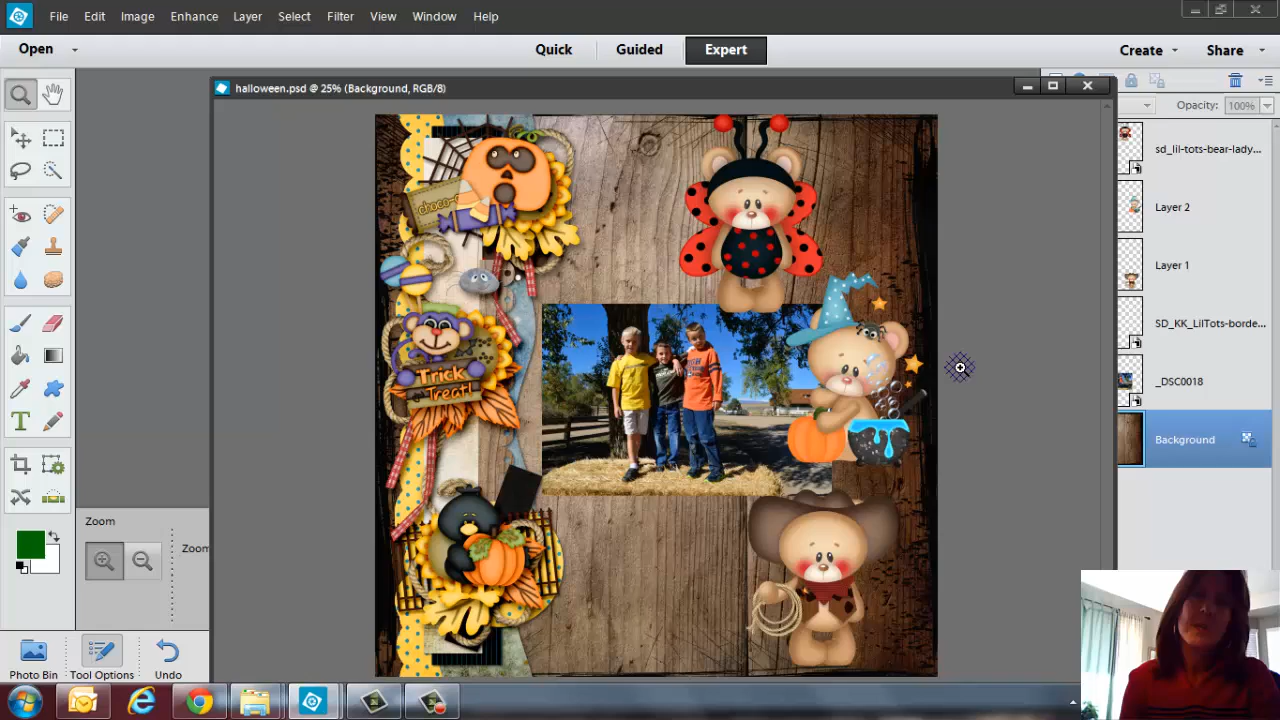 File Edit Image Enhance Layer Select Filter View Window Help
Open Quick Guided Expert Create Share
halloween.psd @ 25% (Background, RGB/8)
Opacity: 100%
sd_lil-tots-bear-lady...
Layer 2
Layer 1
SD_KK_LilTots-borde...
_DSC0018
Background
Trick
Treat!
Zoom
Zoom
Photo Bin Tool Options Undo